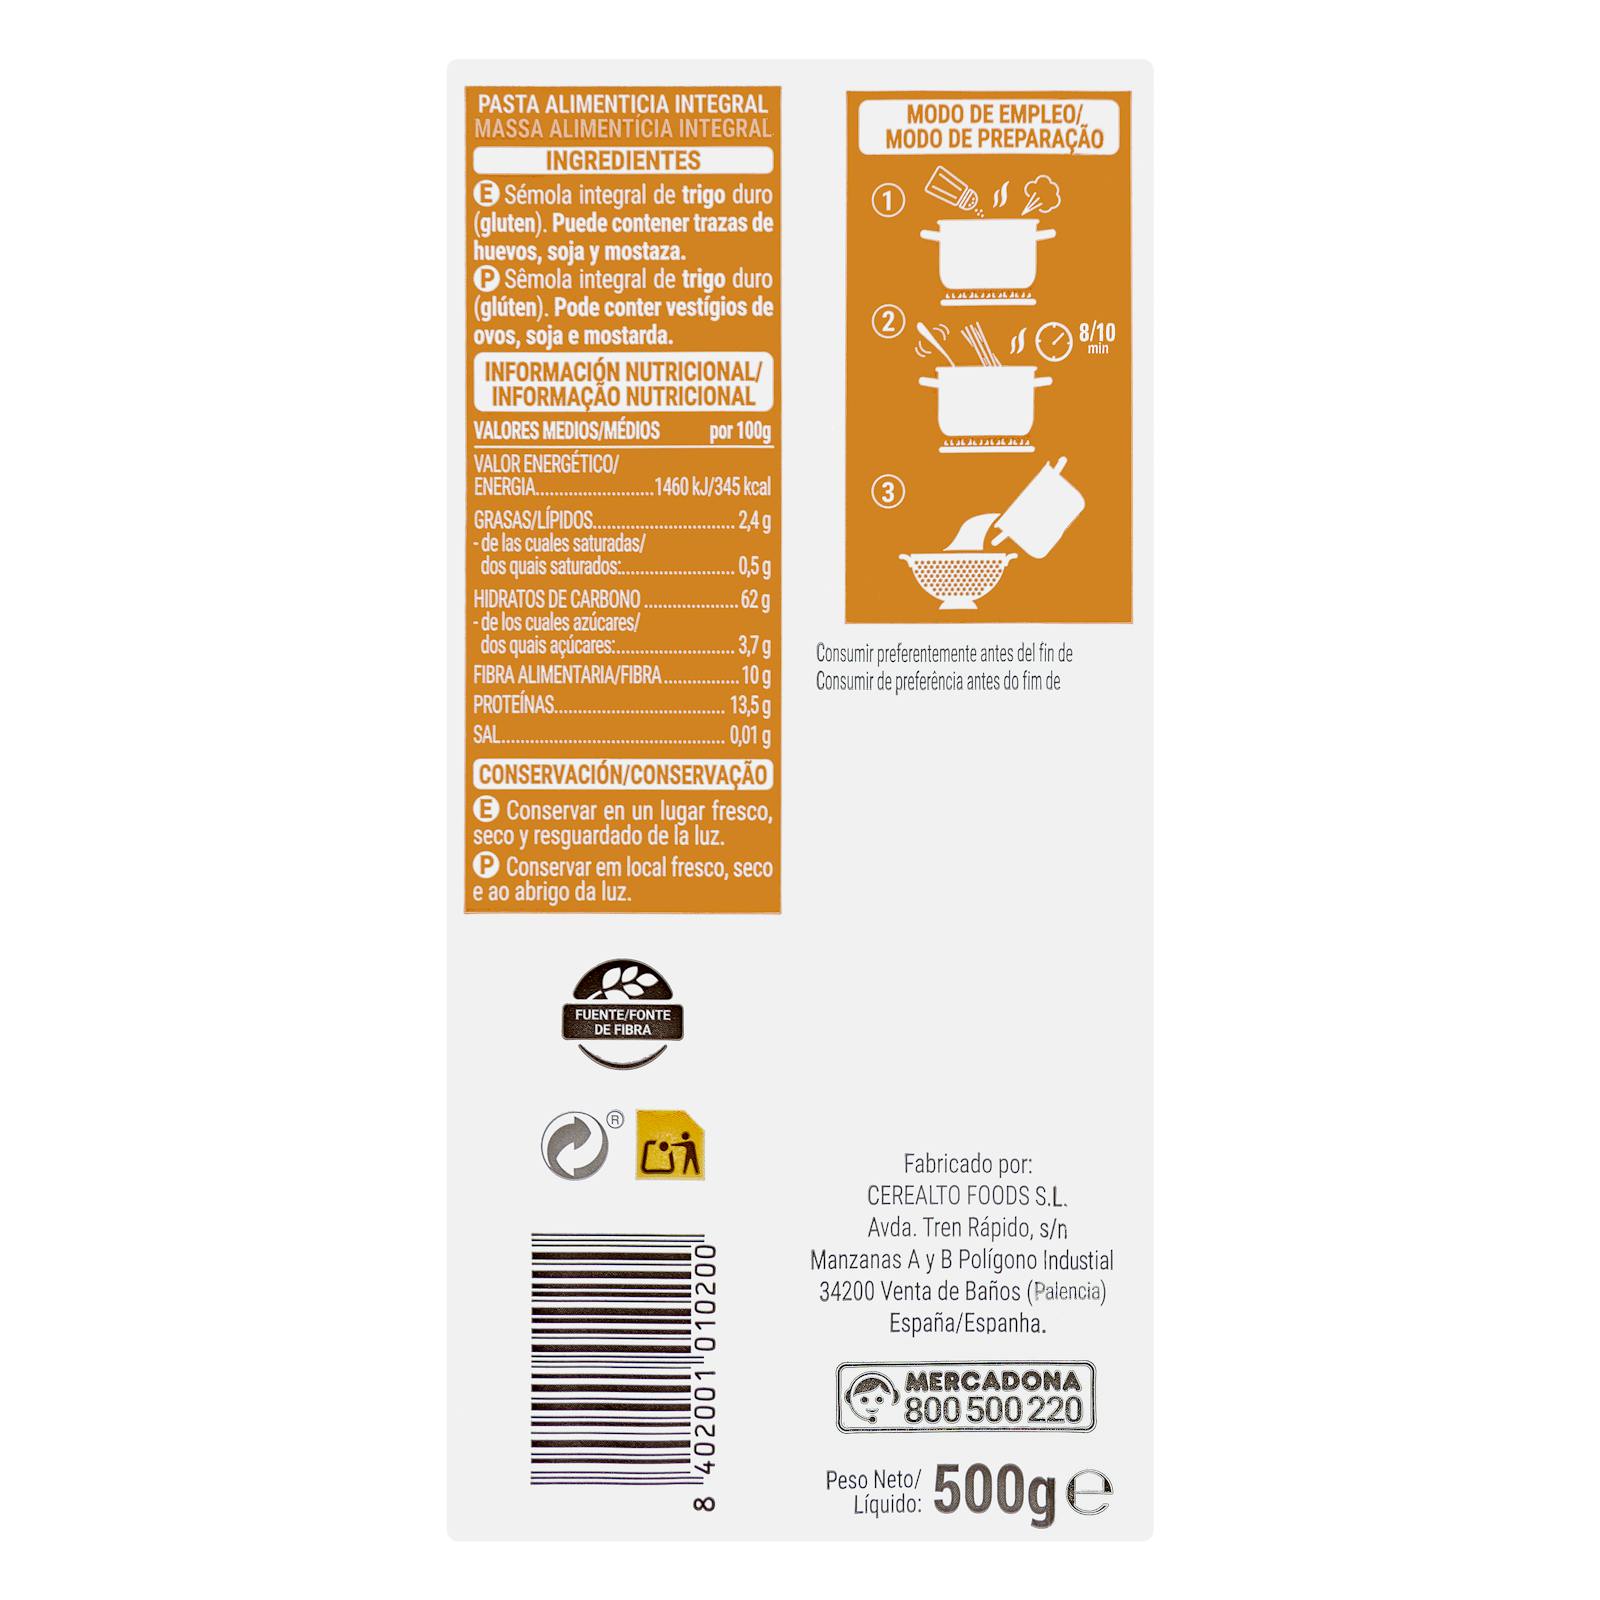 PASTA ALIMENTICIA INTEGRAL
MASSA ALIMENTÍCIA INTEGRAL
INGREDIENTES
E Sémola integral de trigo duro
(gluten). Puede contener trazas de
huevos, soja y mostaza.
P Sêmola integral de trigo duro
(glúten). Pode conter vestígios de
ovos, soja e mostarda.
INFORMACIÓN NUTRICIONAL/
INFORMAÇÃO NUTRICIONAL
VALORES MEDIOS/MÉDIOS por 100g
VALOR ENERGÉTICO/
ENERGIA........................1460 kJ/345 kcal
GRASAS/LÍPIDOS............................. 2,4 g
- de las cuales saturadas/
dos quais saturados:........................ 0,5 g
HIDRATOS DE CARBONO .................... 62 g
- de los cuales azúcares/
dos quais açúcares:......................... 3,7 g
FIBRA ALIMENTARIA/FIBRA................ 10 g
PROTEÍNAS.................................... 13,5 g
SAL............................................... 0,01 g
CONSERVACIÓN/CONSERVAÇÃO
E Conservar en un lugar fresco,
seco y resguardado de la luz.
P Conservar em local fresco, seco
e ao abrigo da luz.
FUENTE/FONTE
DE FIBRA
®
8 402001 010200
MODO DE EMPLEO/
MODO DE PREPARAÇÃO
1
2
8/10
min
3
Consumir preferentemente antes del fin de
Consumir de preferência antes do fim de
Fabricado por:
CEREALTO FOODS S.L.
Avda. Tren Rápido, s/n
Manzanas A y B Polígono Industial
34200 Venta de Baños (Palencia)
España/Espanha.
MERCADONA
800 500 220
Peso Neto/
Líquido: 500g e